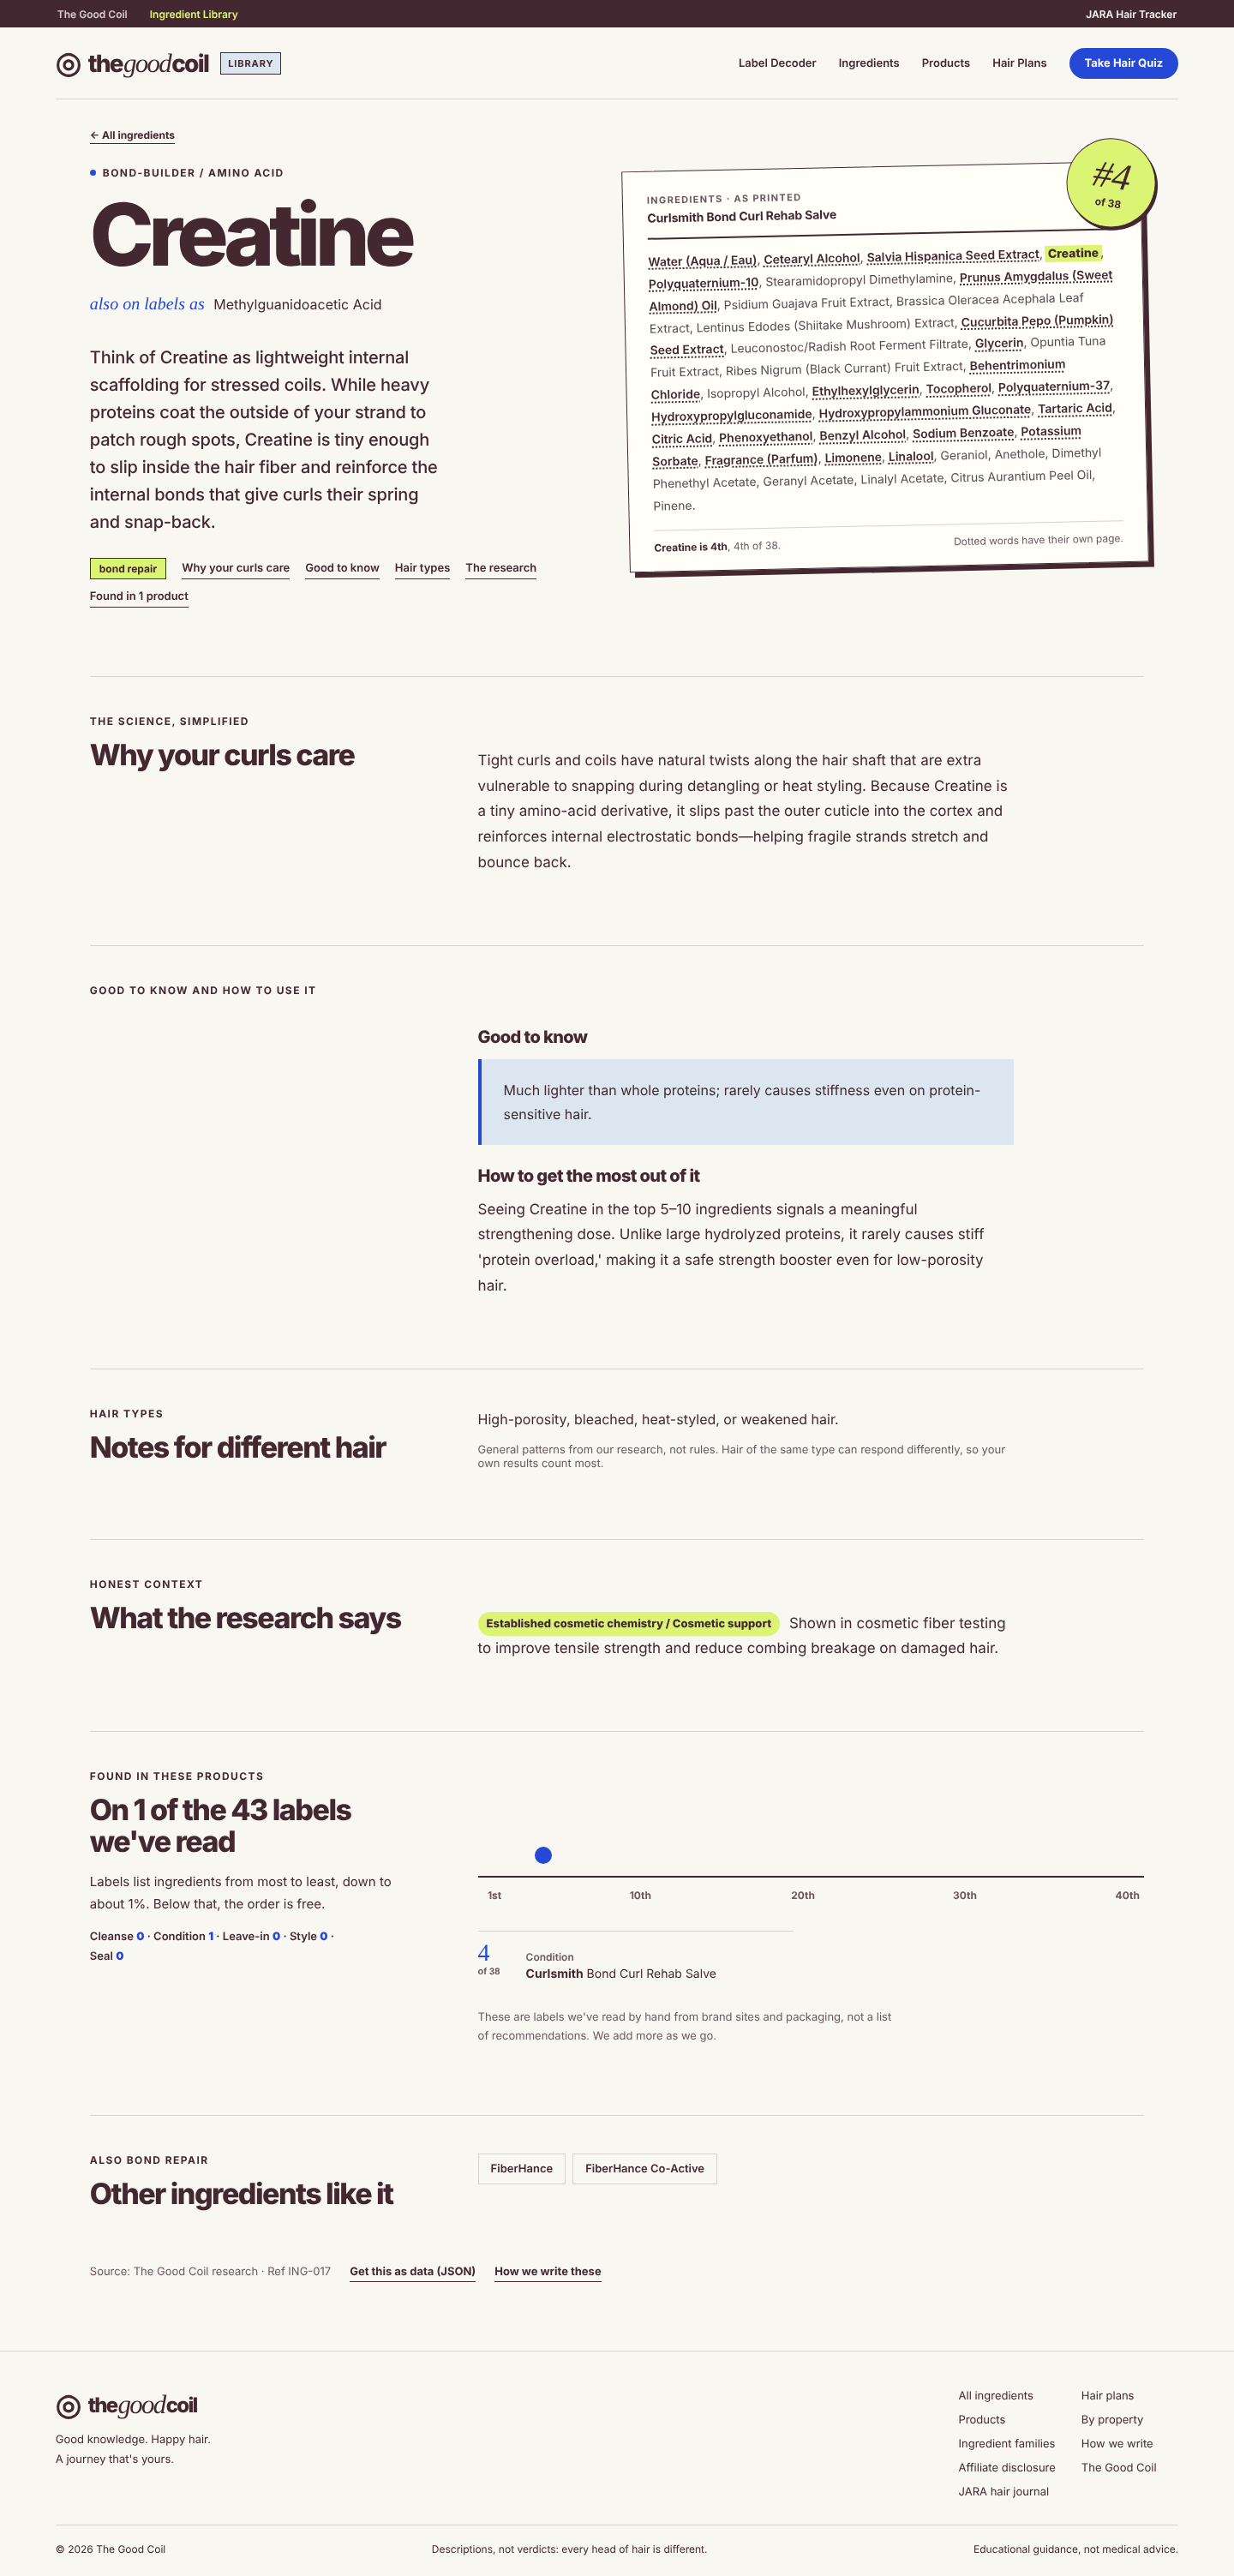 The Good Coil Ingredient Library JARA Hair Tracker
thegoodcoil LIBRARY Label Decoder Ingredients Products Hair Plans Take Hair Quiz
← All ingredients
BOND-BUILDER / AMINO ACID
Creatine
also on labels as Methylguanidoacetic Acid
Think of Creatine as lightweight internal
scaffolding for stressed coils. While heavy
proteins coat the outside of your strand to
patch rough spots, Creatine is tiny enough
to slip inside the hair fiber and reinforce the
internal bonds that give curls their spring
and snap-back.
bond repair Why your curls care Good to know Hair types The research
Found in 1 product
#4
of 38
INGREDIENTS · AS PRINTED
Curlsmith Bond Curl Rehab Salve
Water (Aqua / Eau), Cetearyl Alcohol, Salvia Hispanica Seed Extract, Creatine,
Polyquaternium-10, Stearamidopropyl Dimethylamine, Prunus Amygdalus (Sweet
Almond) Oil, Psidium Guajava Fruit Extract, Brassica Oleracea Acephala Leaf
Extract, Lentinus Edodes (Shiitake Mushroom) Extract, Cucurbita Pepo (Pumpkin)
Seed Extract, Leuconostoc/Radish Root Ferment Filtrate, Glycerin, Opuntia Tuna
Fruit Extract, Ribes Nigrum (Black Currant) Fruit Extract, Behentrimonium
Chloride, Isopropyl Alcohol, Ethylhexylglycerin, Tocopherol, Polyquaternium-37,
Hydroxypropylgluconamide, Hydroxypropylammonium Gluconate, Tartaric Acid,
Citric Acid, Phenoxyethanol, Benzyl Alcohol, Sodium Benzoate, Potassium
Sorbate, Fragrance (Parfum), Limonene, Linalool, Geraniol, Anethole, Dimethyl
Phenethyl Acetate, Geranyl Acetate, Linalyl Acetate, Citrus Aurantium Peel Oil,
Pinene.
Creatine is 4th, 4th of 38. Dotted words have their own page.
THE SCIENCE, SIMPLIFIED
Why your curls care
Tight curls and coils have natural twists along the hair shaft that are extra
vulnerable to snapping during detangling or heat styling. Because Creatine is
a tiny amino-acid derivative, it slips past the outer cuticle into the cortex and
reinforces internal electrostatic bonds—helping fragile strands stretch and
bounce back.
GOOD TO KNOW AND HOW TO USE IT
Good to know
Much lighter than whole proteins; rarely causes stiffness even on protein-
sensitive hair.
How to get the most out of it
Seeing Creatine in the top 5–10 ingredients signals a meaningful
strengthening dose. Unlike large hydrolyzed proteins, it rarely causes stiff
'protein overload,' making it a safe strength booster even for low-porosity
hair.
HAIR TYPES
Notes for different hair
High-porosity, bleached, heat-styled, or weakened hair.
General patterns from our research, not rules. Hair of the same type can respond differently, so your
own results count most.
HONEST CONTEXT
What the research says
Established cosmetic chemistry / Cosmetic support Shown in cosmetic fiber testing
to improve tensile strength and reduce combing breakage on damaged hair.
FOUND IN THESE PRODUCTS
On 1 of the 43 labels
we've read
Labels list ingredients from most to least, down to
about 1%. Below that, the order is free.
Cleanse 0 · Condition 1 · Leave-in 0 · Style 0 ·
Seal 0
1st 10th 20th 30th 40th
4
of 38
Condition
Curlsmith Bond Curl Rehab Salve
These are labels we've read by hand from brand sites and packaging, not a list
of recommendations. We add more as we go.
ALSO BOND REPAIR
Other ingredients like it
FiberHance FiberHance Co-Active
Source: The Good Coil research · Ref ING-017 Get this as data (JSON) How we write these
thegoodcoil
Good knowledge. Happy hair.
A journey that's yours.
All ingredients Hair plans
Products By property
Ingredient families How we write
Affiliate disclosure The Good Coil
JARA hair journal
© 2026 The Good Coil Descriptions, not verdicts: every head of hair is different. Educational guidance, not medical advice.